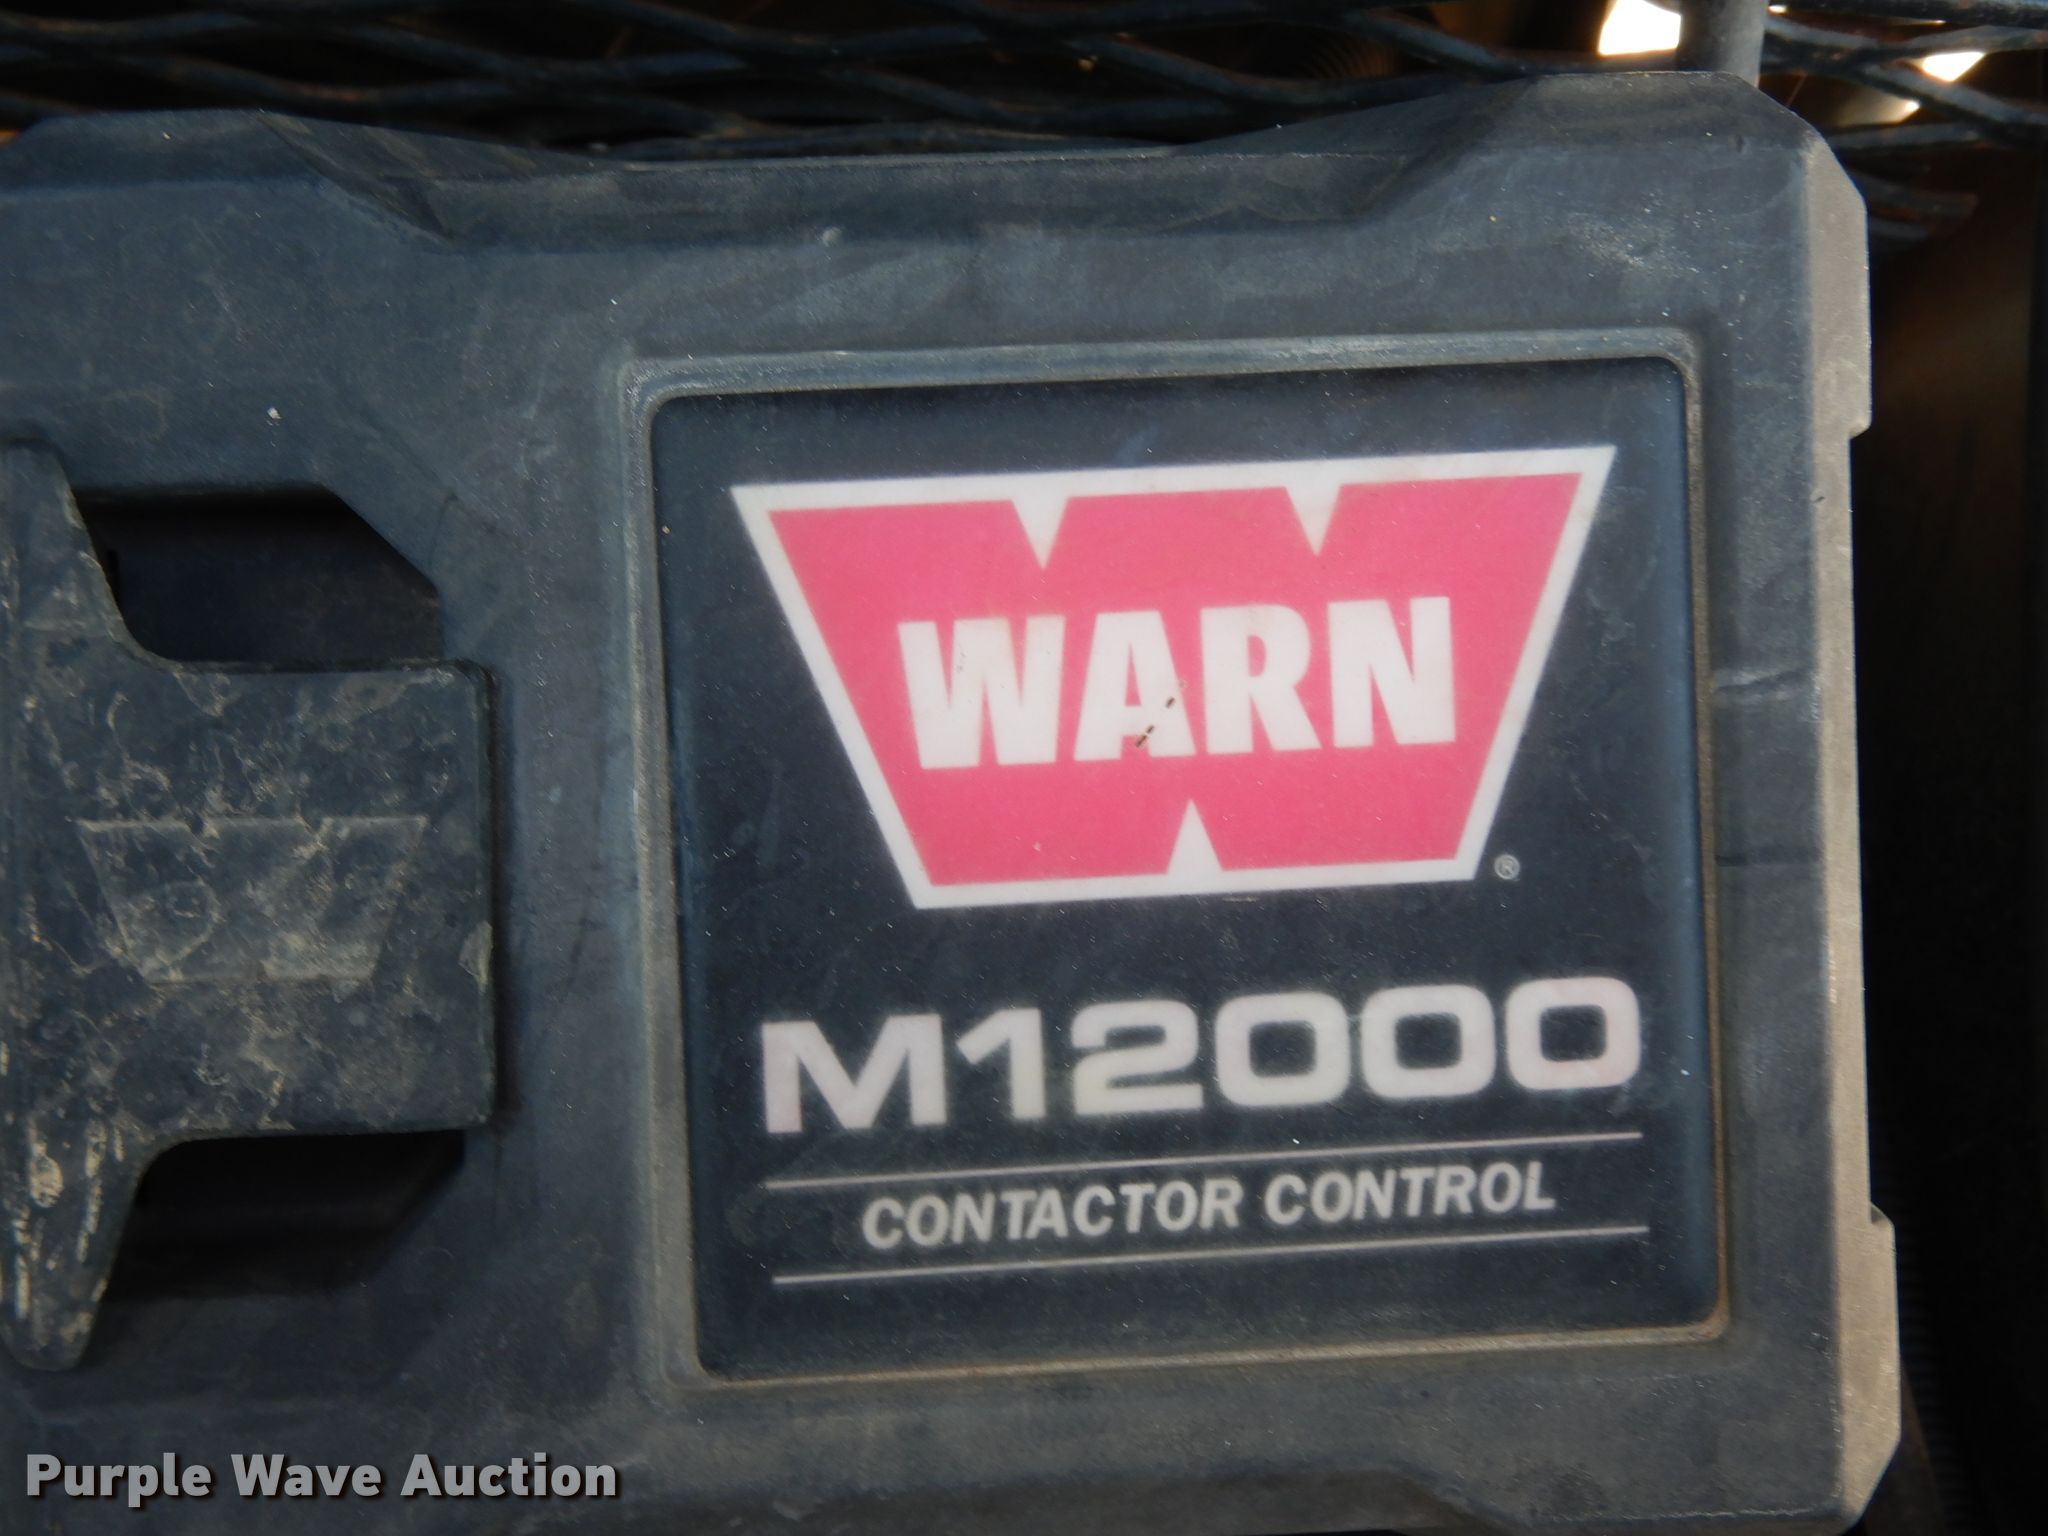 WARN
®
M12000
CONTACTOR CONTROL
Purple Wave Auction